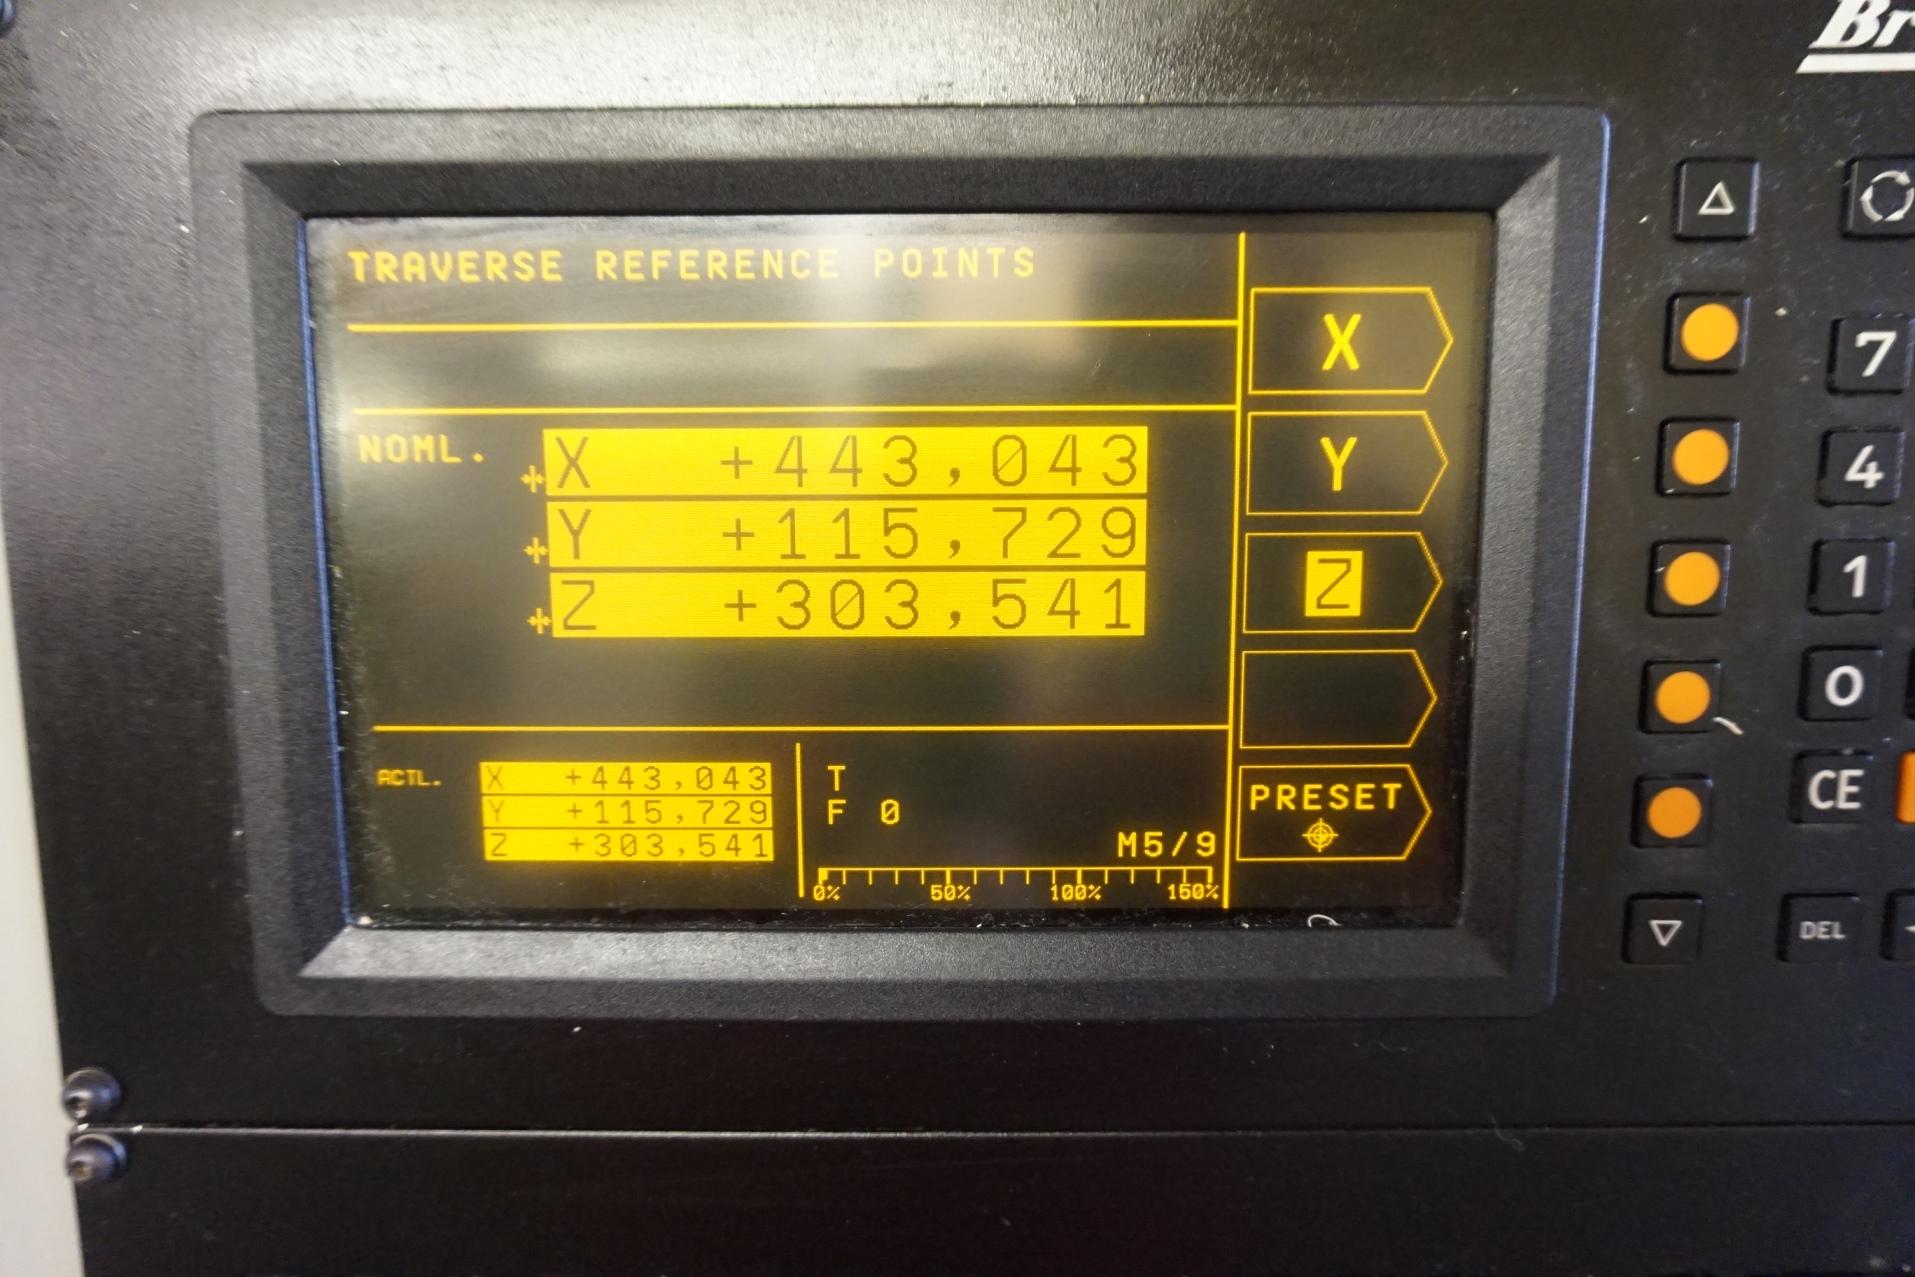 TRAVERSE REFERENCE POINTS
X
NOML. X +443,043
Y
Y +115,729
Z +303,541
Z
ACTL. X +443,043
Y +115,729
Z +303,541
T
F 0
M5/9
0% 50% 100% 150%
PRESET
7
4
1
0
CE
DEL